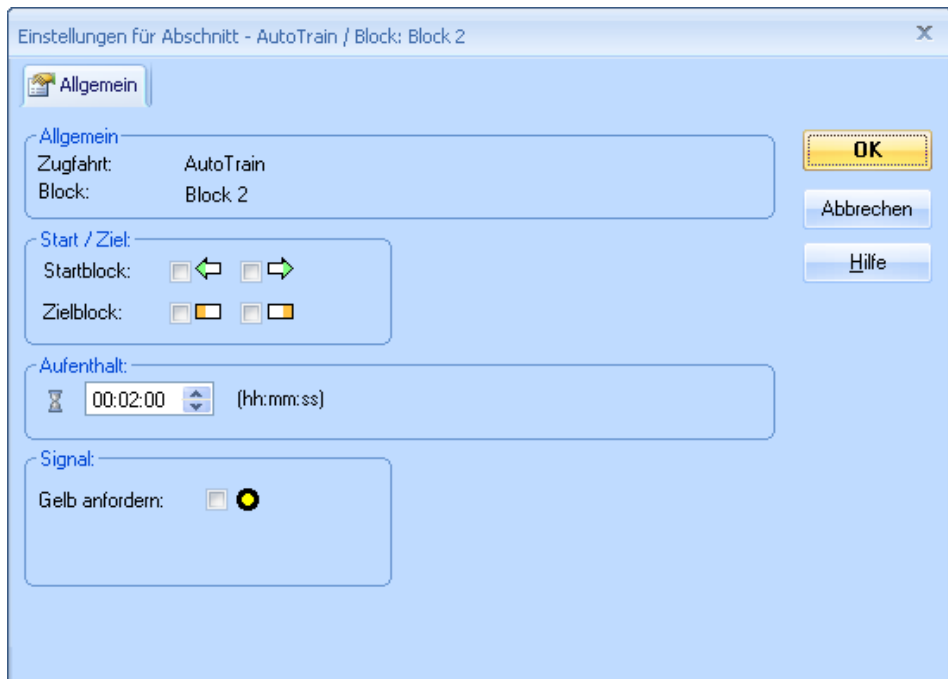 Einstellungen für Abschnitt - AutoTrain / Block: Block 2
Allgemein
Allgemein
Zugfahrt: AutoTrain
Block: Block 2
Start / Ziel:
Startblock:
Zielblock:
Aufenthalt:
00:02:00 (hh:mm:ss)
Signal:
Gelb anfordern:
OK
Abbrechen
Hilfe